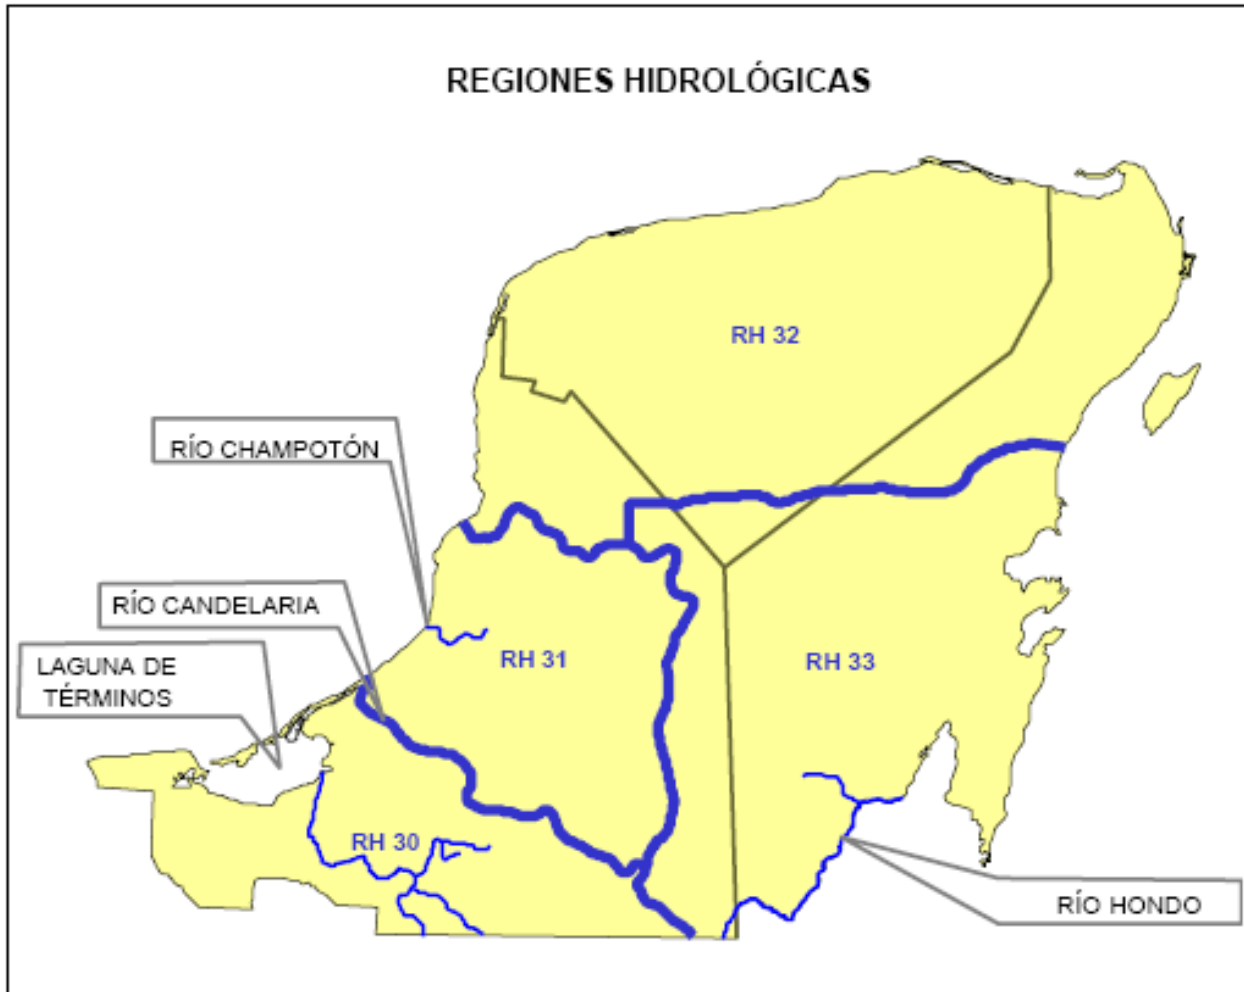 REGIONES HIDROLÓGICAS
RH 32
RÍO CHAMPOTÓN
RÍO CANDELARIA
LAGUNA DE
TÉRMINOS
RH 31
RH 33
RH 30
RÍO HONDO